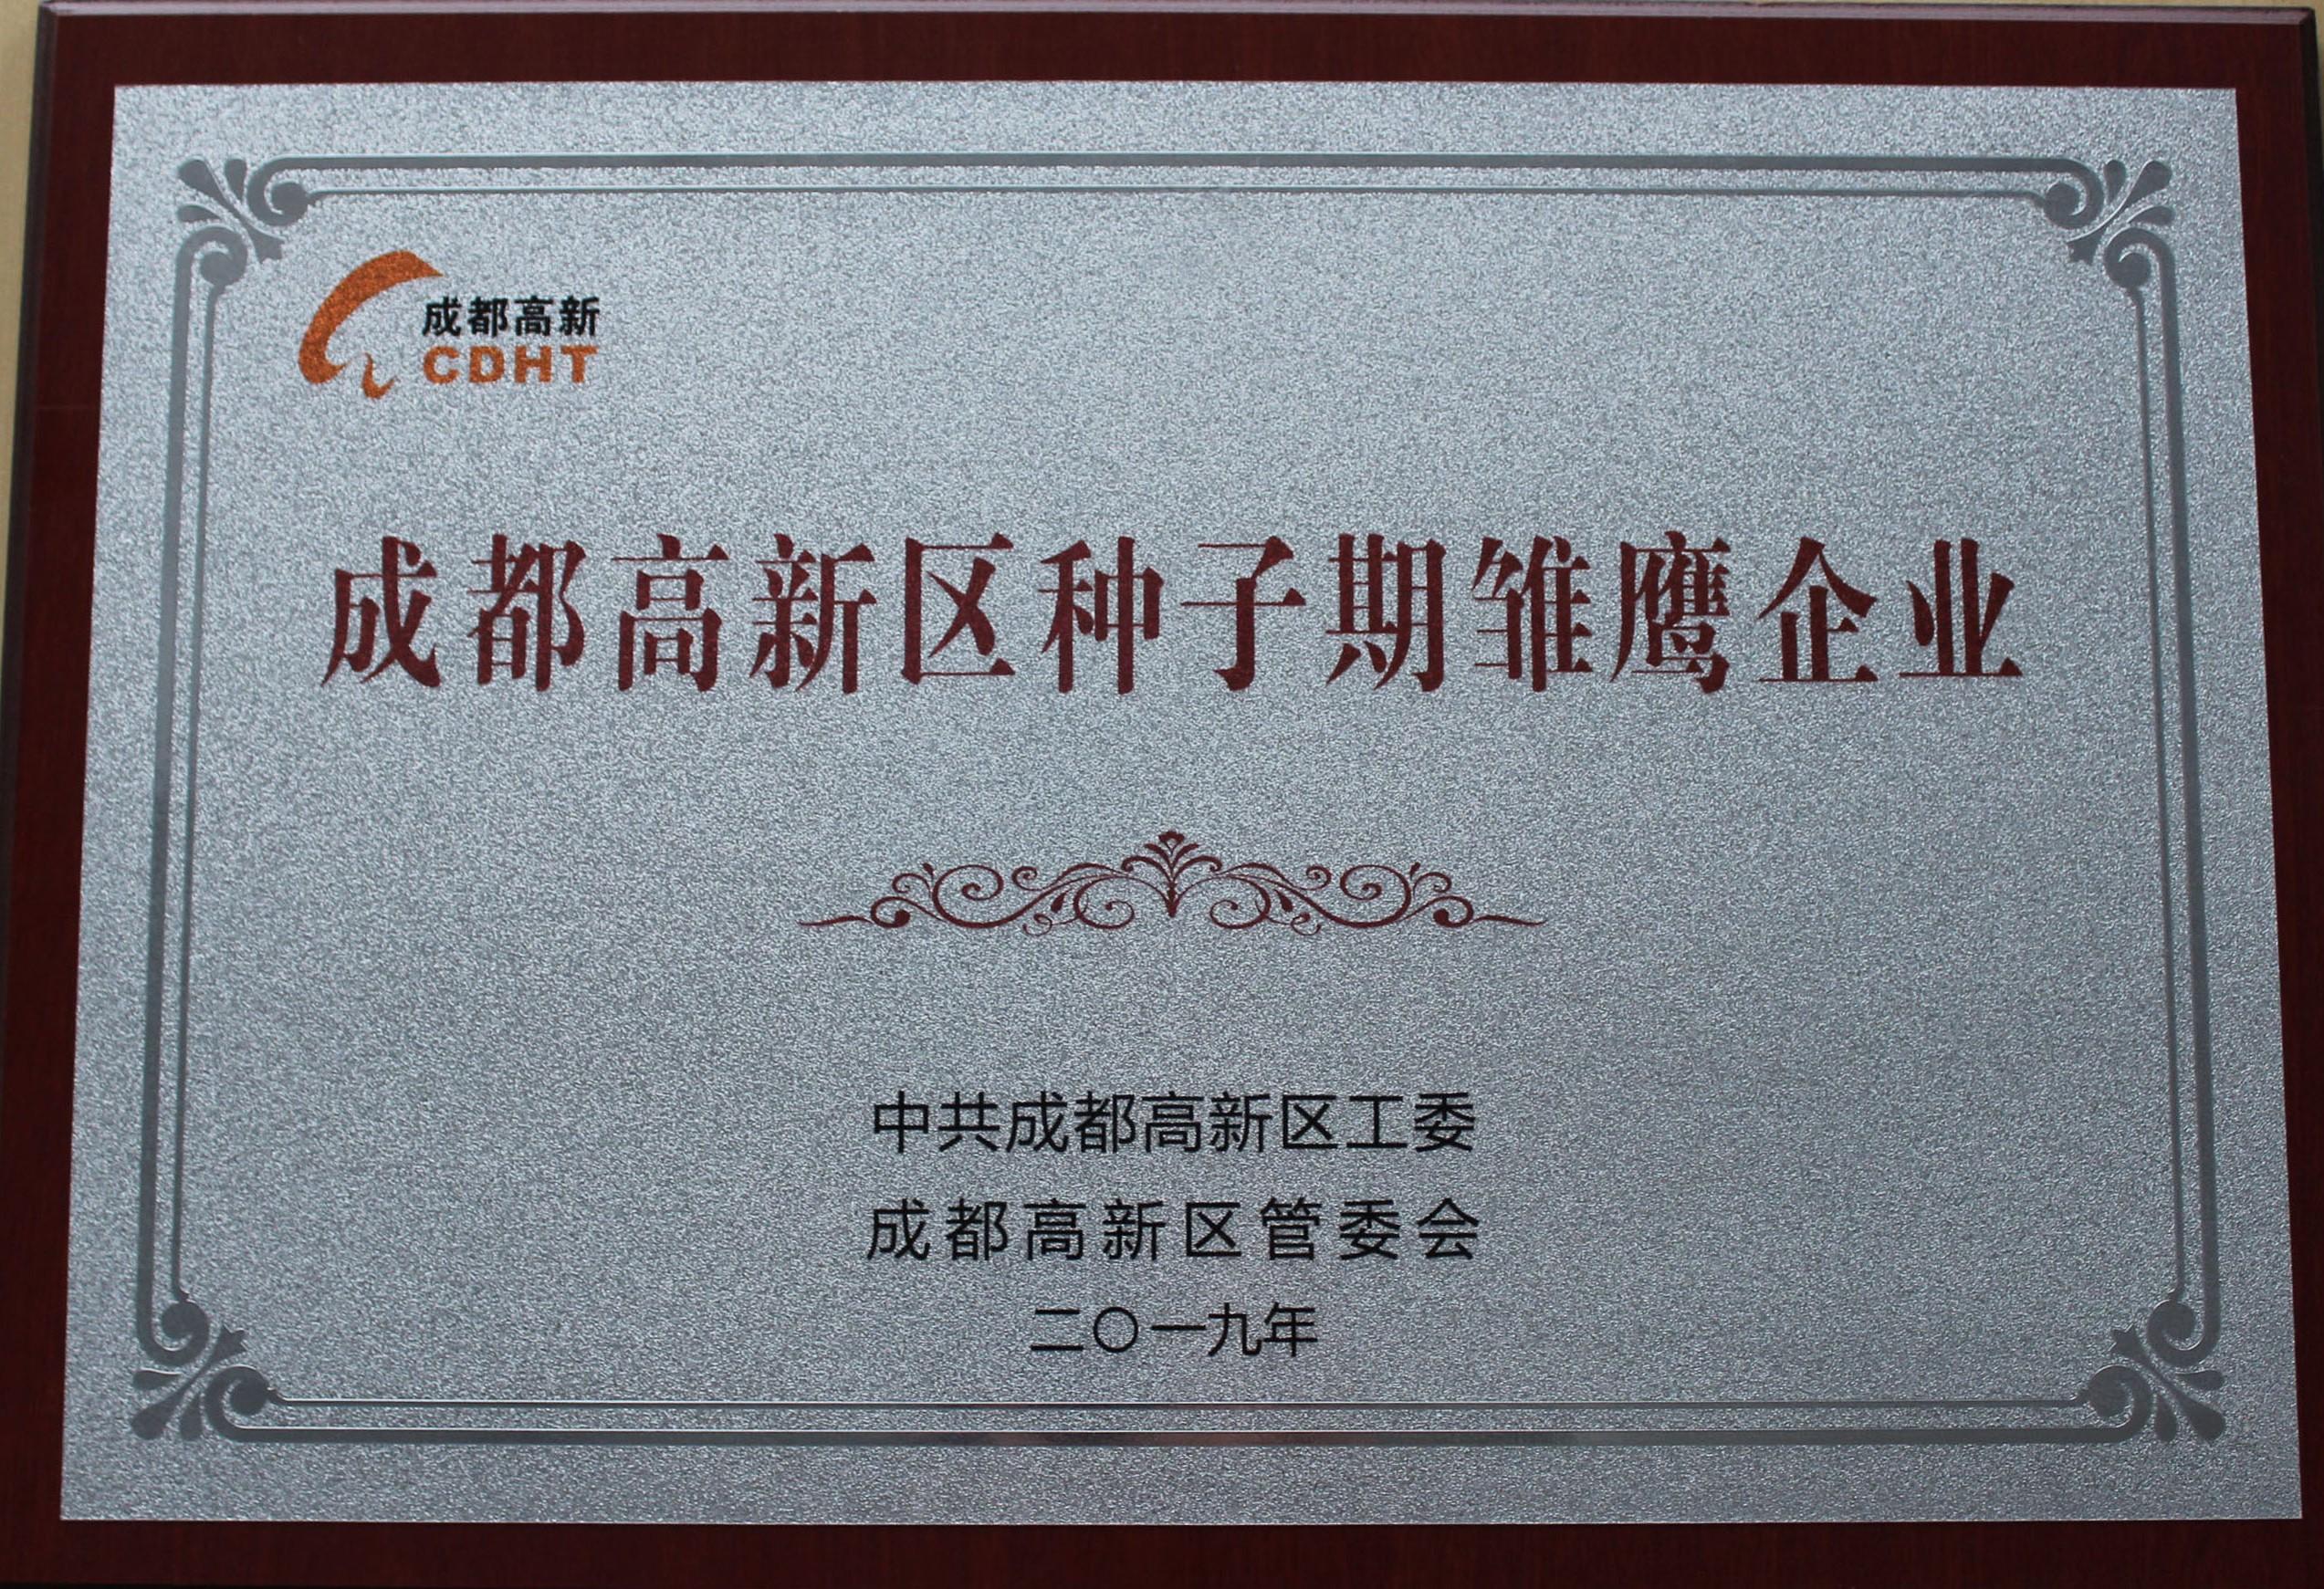 成都高新
CDHT
成都高新区种子期雏鹰企业
中共成都高新区工委
成都高新区管委会
二〇一九年